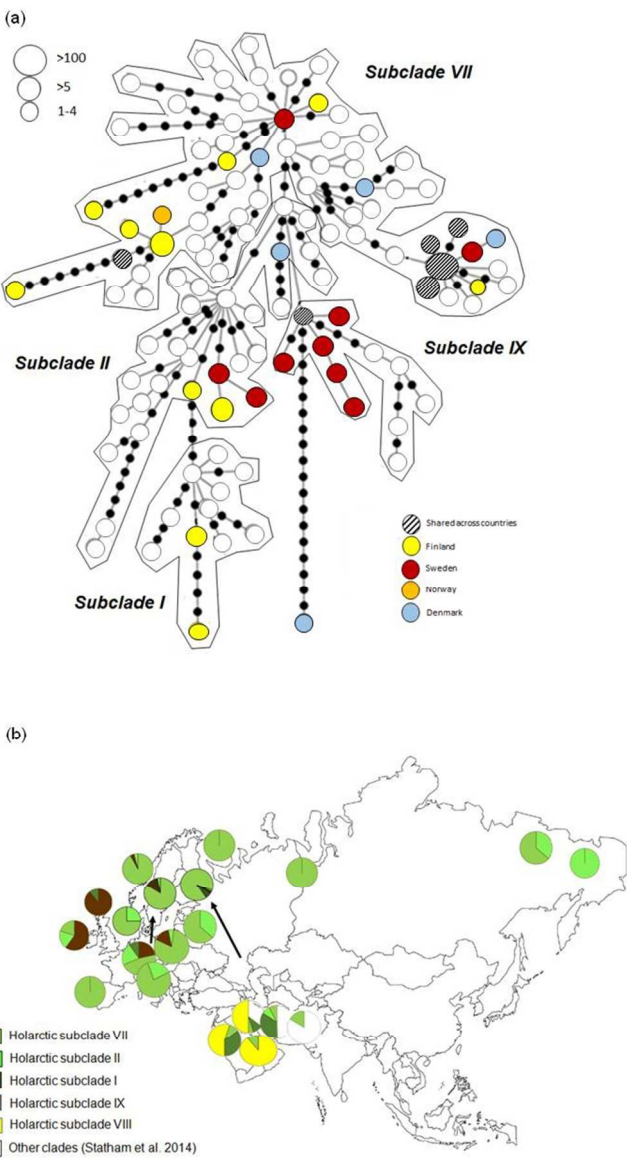 (a)
>100
>5
1-4
Subclade VII
Subclade II
Subclade IX
Subclade I
Shared across countries
Finland
Sweden
Norway
Denmark
(b)
Holarctic subclade VII
Holarctic subclade II
Holarctic subclade I
Holarctic subclade IX
Holarctic subclade VIII
Other clades (Statham et al. 2014)